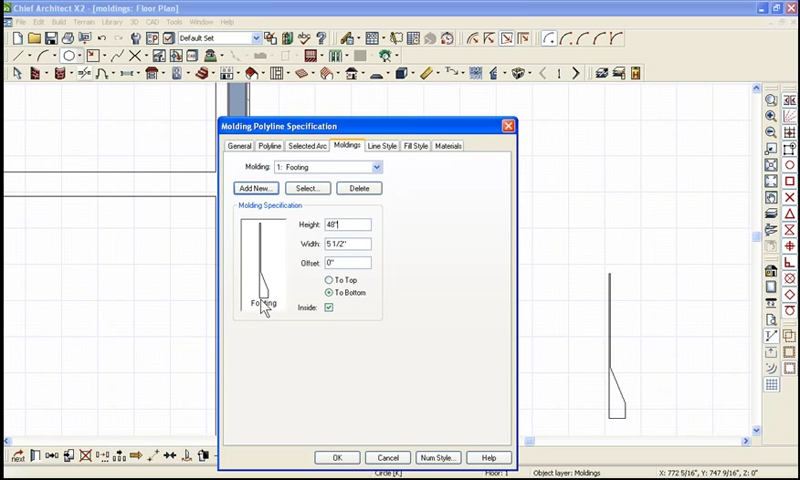 Chief Architect X2 - [moldings: Floor Plan]
File Edit Build Terrain Library 3D CAD Tools Window Help
Default Set
1
Molding Polyline Specification
General Polyline Selected Arc Moldings Line Style Fill Style Materials
Molding: 1: Footing
Add New... Select... Delete
Molding Specification
Height: 48"
Width: 5 1/2"
Offset: 0"
To Top
To Bottom
Inside:
Footing
OK Cancel Num Style... Help
next
Circle [K] Floor: 1 Object layer: Moldings X: 772 5/16", Y: 747 9/16", Z: 0"